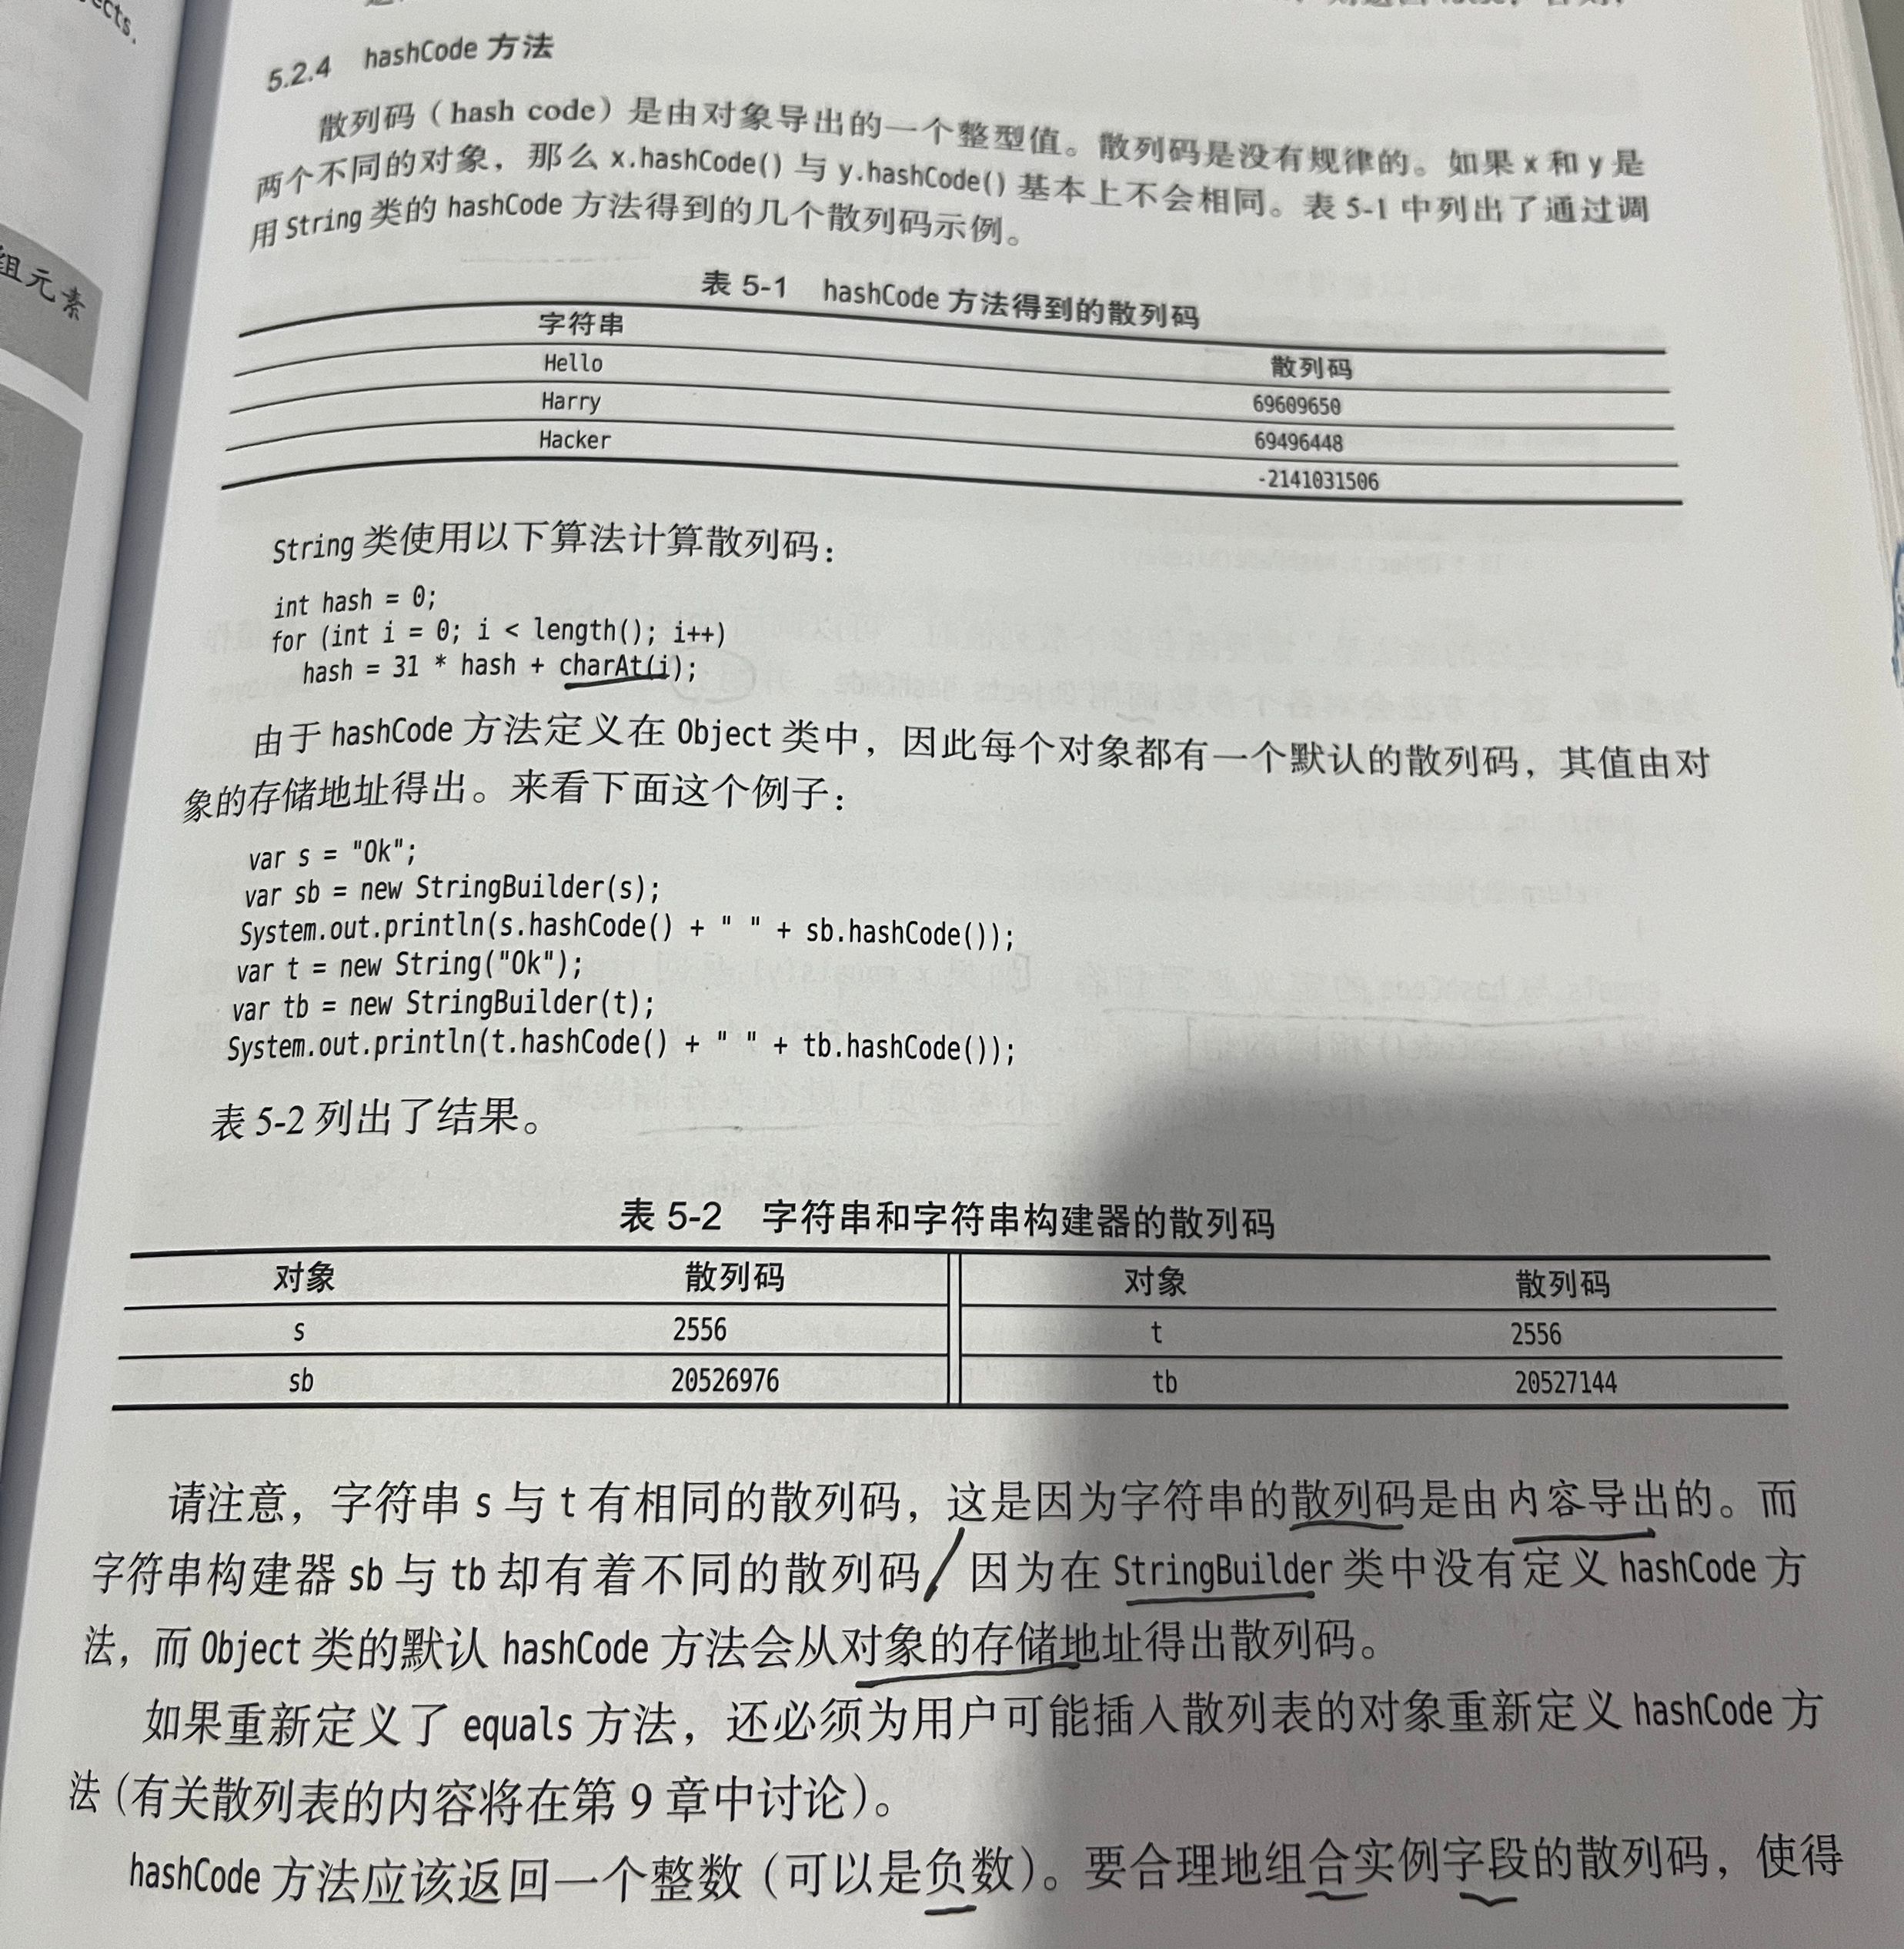 ects.
组元素
5.2.4 hashCode 方法
散列码（hash code）是由对象导出的一个整型值。散列码是没有规律的。如果 x 和 y 是
两个不同的对象，那么 x.hashCode() 与 y.hashCode() 基本上不会相同。表 5-1 中列出了通过调
用 String 类的 hashCode 方法得到的几个散列码示例。
表 5-1 hashCode 方法得到的散列码
字符串 散列码
Hello 69609650
Harry 69496448
Hacker -2141031506
String 类使用以下算法计算散列码：
int hash = 0;
for (int i = 0; i < length(); i++)
hash = 31 * hash + charAt(i);
由于 hashCode 方法定义在 Object 类中，因此每个对象都有一个默认的散列码，其值由对
象的存储地址得出。来看下面这个例子：
var s = "Ok";
var sb = new StringBuilder(s);
System.out.println(s.hashCode() + " " + sb.hashCode());
var t = new String("Ok");
var tb = new StringBuilder(t);
System.out.println(t.hashCode() + " " + tb.hashCode());
表 5-2 列出了结果。
表 5-2 字符串和字符串构建器的散列码
对象 散列码 对象 散列码
s 2556 t 2556
sb 20526976 tb 20527144
请注意，字符串 s 与 t 有相同的散列码，这是因为字符串的散列码是由内容导出的。而
字符串构建器 sb 与 tb 却有着不同的散列码，因为在 StringBuilder 类中没有定义 hashCode 方
法，而 Object 类的默认 hashCode 方法会从对象的存储地址得出散列码。
如果重新定义了 equals 方法，还必须为用户可能插入散列表的对象重新定义 hashCode 方
法（有关散列表的内容将在第 9 章中讨论）。
hashCode 方法应该返回一个整数（可以是负数）。要合理地组合实例字段的散列码，使得